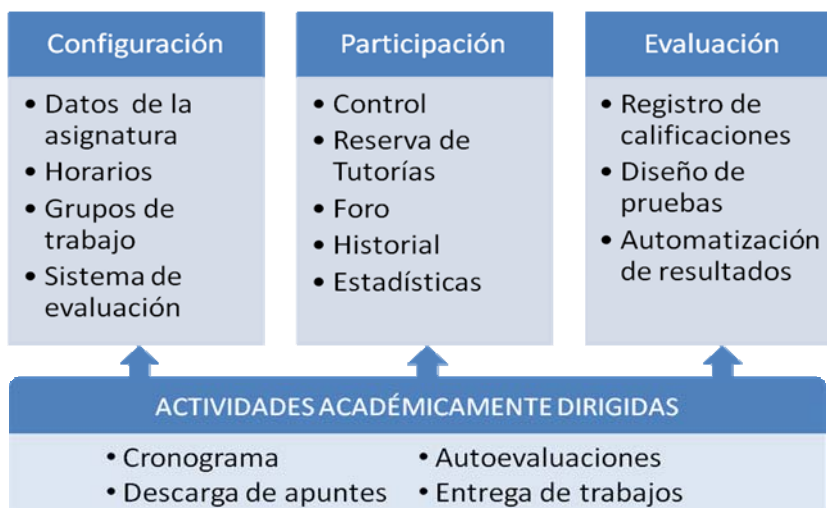 Configuración
• Datos de la
asignatura
• Horarios
• Grupos de
trabajo
• Sistema de
evaluación
Participación
• Control
• Reserva de
Tutorías
• Foro
• Historial
• Estadísticas
Evaluación
• Registro de
calificaciones
• Diseño de
pruebas
• Automatización
de resultados
ACTIVIDADES ACADÉMICAMENTE DIRIGIDAS
• Cronograma
• Descarga de apuntes
• Autoevaluaciones
• Entrega de trabajos